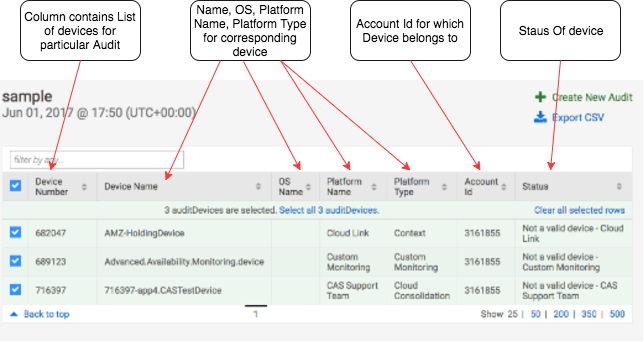 Column contains List
of devices for
particular Audit
Name, OS, Platform
Name, Platform Type
for corresponding
device
Account Id for which
Device belongs to
Staus Of device
sample
Jun 01, 2017 @ 17:50 (UTC+00:00)
Create New Audit
Export CSV
filter by any...
Device Number Device Name OS Name Platform Name Platform Type Account Id Status
3 auditDevices are selected. Select all 3 auditDevices. Clear all selected rows
682047 AMZ-HoldingDevice Cloud Link Context 3161855 Not a valid device - Cloud Link
689123 Advanced.Availability.Monitoring.device Custom Monitoring Custom Monitoring 3161855 Not a valid device - Custom Monitoring
716397 716397-app4.CASTestDevice CAS Support Team Cloud Consolidation 3161855 Not a valid device - CAS Support Team
Back to top 1 Show 25 | 50 | 200 | 350 | 500